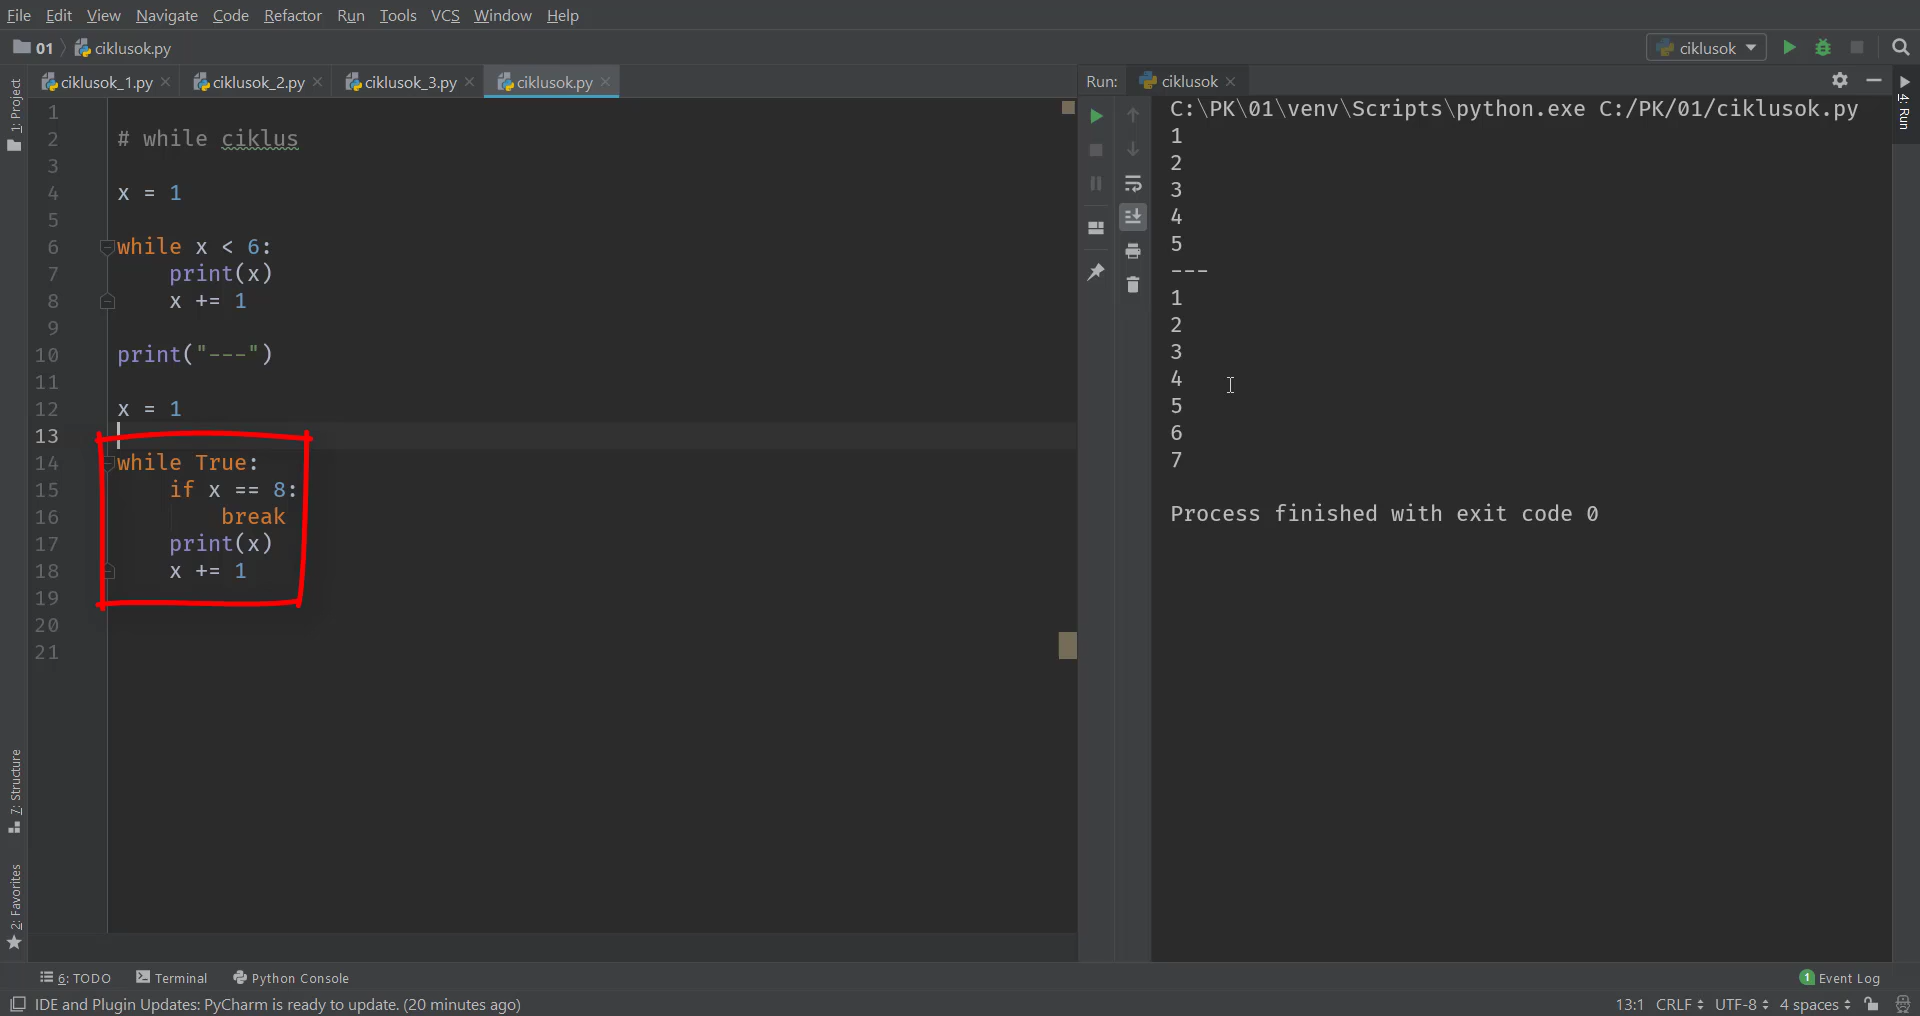 File Edit View Navigate Code Refactor Run Tools VCS Window Help
01 ciklusok.py ciklusok
ciklusok_1.py ciklusok_2.py ciklusok_3.py ciklusok.py
1: Project
7: Structure
2: Favorites
1
2 # while ciklus
3
4 x = 1
5
6 while x < 6:
7 print(x)
8 x += 1
9
10 print("---")
11
12 x = 1
13
14 while True:
15 if x == 8:
16 break
17 print(x)
18 x += 1
19
20
21
Run: ciklusok
4: Run
C:\PK\01\venv\Scripts\python.exe C:/PK/01/ciklusok.py
1
2
3
4
5
---
1
2
3
4
5
6
7
Process finished with exit code 0
6: TODO Terminal Python Console 1 Event Log
IDE and Plugin Updates: PyCharm is ready to update. (20 minutes ago) 13:1 CRLF UTF-8 4 spaces